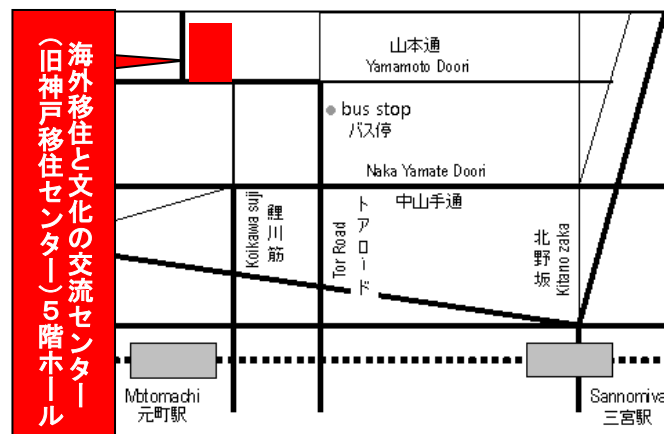 海外移住と文化の交流センター
(旧神戸移住センター)5階ホール
山本通
Yamamoto Doori
bus stop
バス停
Naka Yamate Doori
中山手通
Koikawa suji
鯉川筋
Tor Road
トアロード
北野坂
Kitano zaka
Motomachi
元町駅
Sannomiya
三宮駅